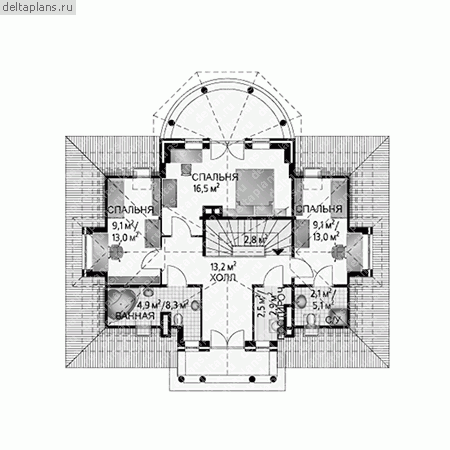 deltaplans.ru
СПАЛЬНЯ
16,5 м²
СПАЛЬНЯ
9,1 м²/
13,0 м²
СПАЛЬНЯ
9,1 м²/
13,0 м²
2,8 м²
13,2 м²
ХОЛЛ
4,9 м²/8,3 м²
ВАННАЯ
2,5 м²/
2,9 м²
2,1 м²/
5,1 м²
С/У